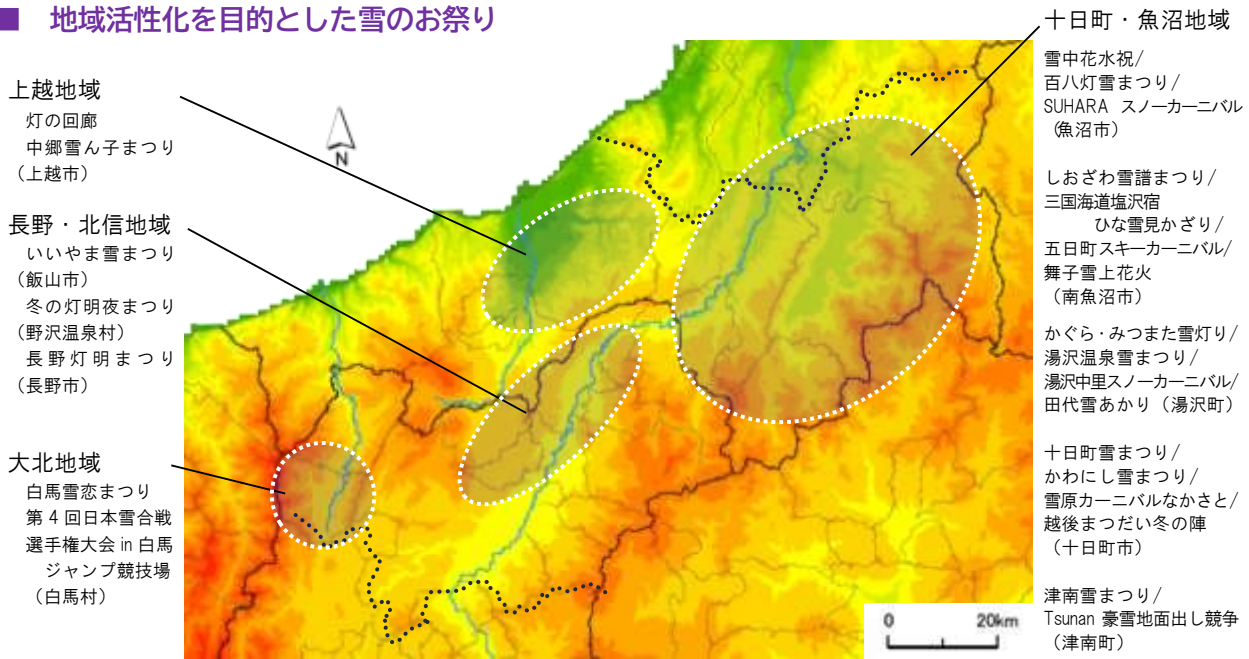 ■ 地域活性化を目的とした雪のお祭り
上越地域
灯の回廊
中郷雪ん子まつり
（上越市）
長野・北信地域
いいやま雪まつり
（飯山市）
冬の灯明夜まつり
（野沢温泉村）
長野灯明まつり
（長野市）
大北地域
白馬雪恋まつり
第4回日本雪合戦
選手権大会 in 白馬
ジャンプ競技場
（白馬村）
N
十日町・魚沼地域
雪中花水祝/
百八灯雪まつり/
SUHARA スノーカーニバル
（魚沼市）
しおざわ雪譜まつり/
三国海道塩沢宿
ひな雪見かざり/
五日町スキーカーニバル/
舞子雪上花火
（南魚沼市）
かぐら・みつまた雪灯り/
湯沢温泉雪まつり/
湯沢中里スノーカーニバル/
田代雪あかり（湯沢町）
十日町雪まつり/
かわにし雪まつり/
雪原カーニバルなかさと/
越後まつだい冬の陣
（十日町市）
津南雪まつり/
Tsunan 豪雪地面出し競争
（津南町）
0 20km